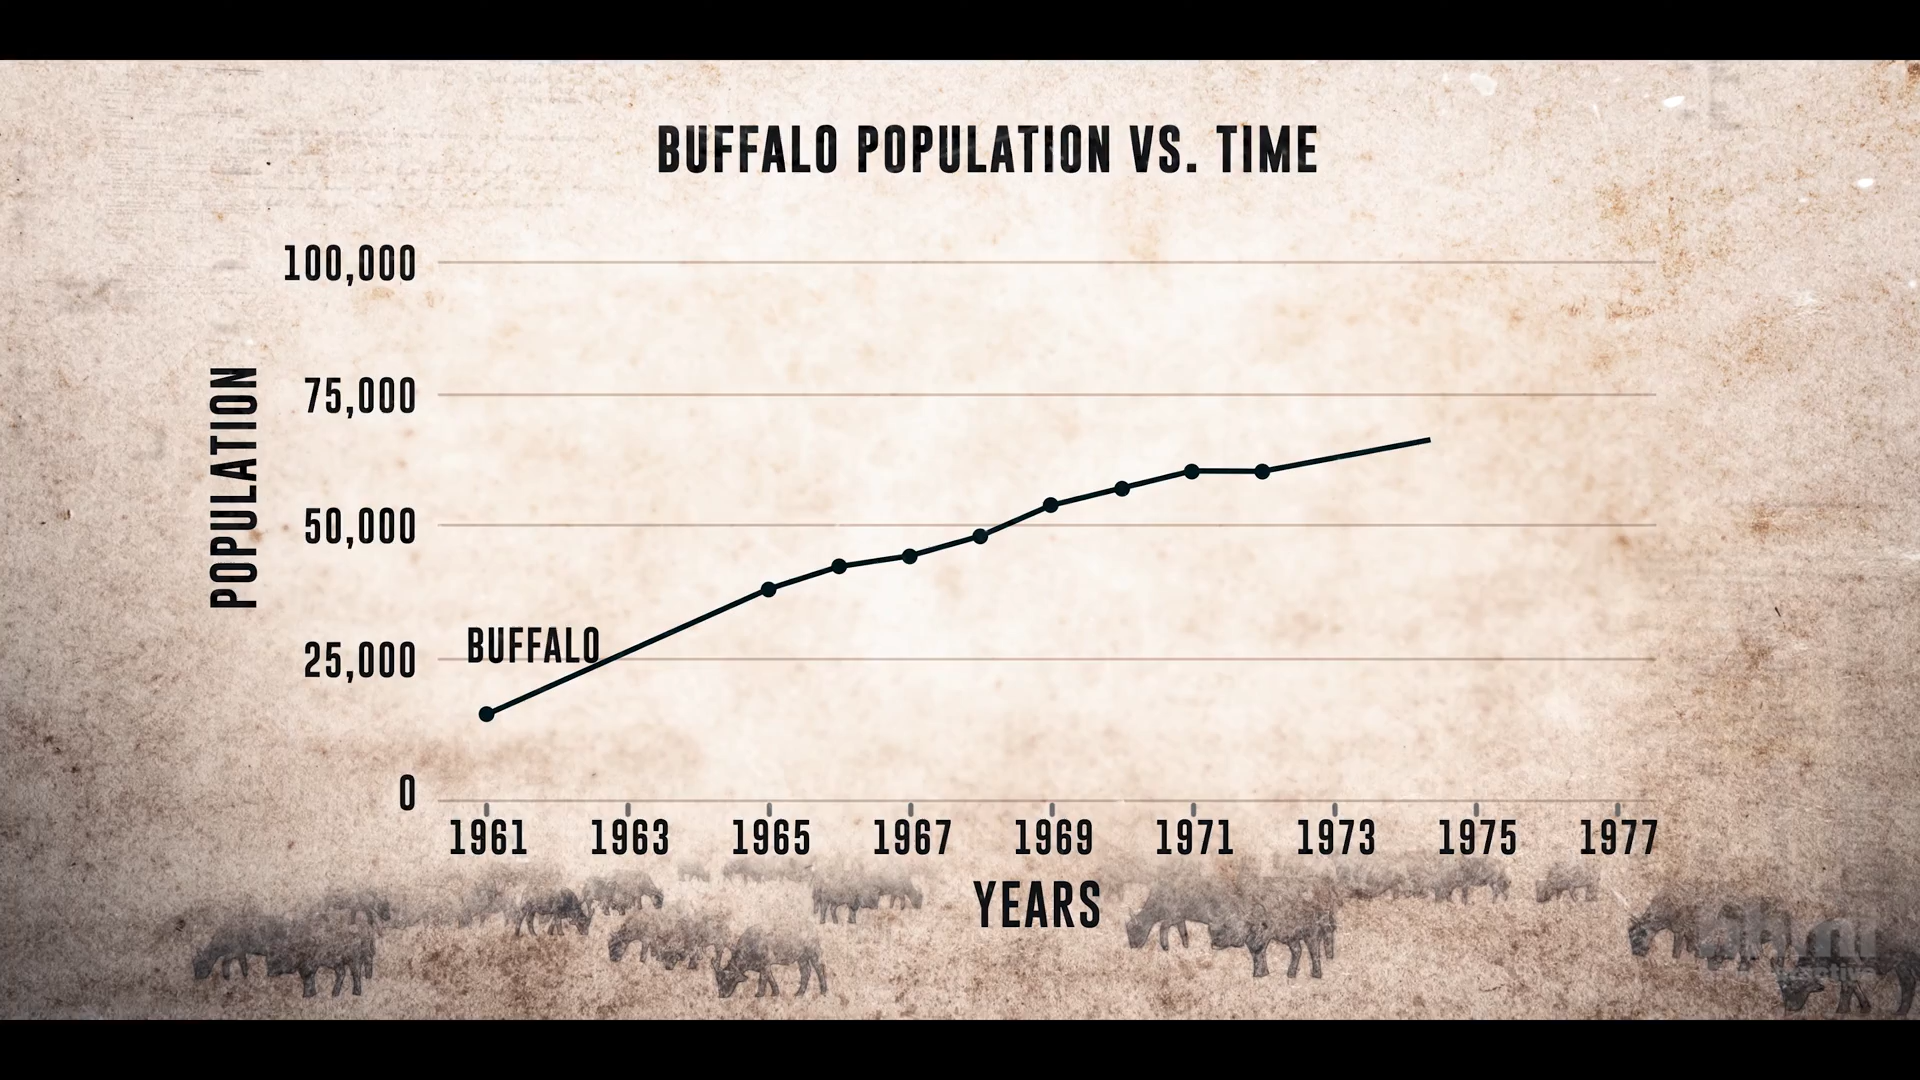 BUFFALO POPULATION VS. TIME
100,000
75,000
50,000
25,000
0
POPULATION
BUFFALO
1961 1963 1965 1967 1969 1971 1973 1975 1977
YEARS